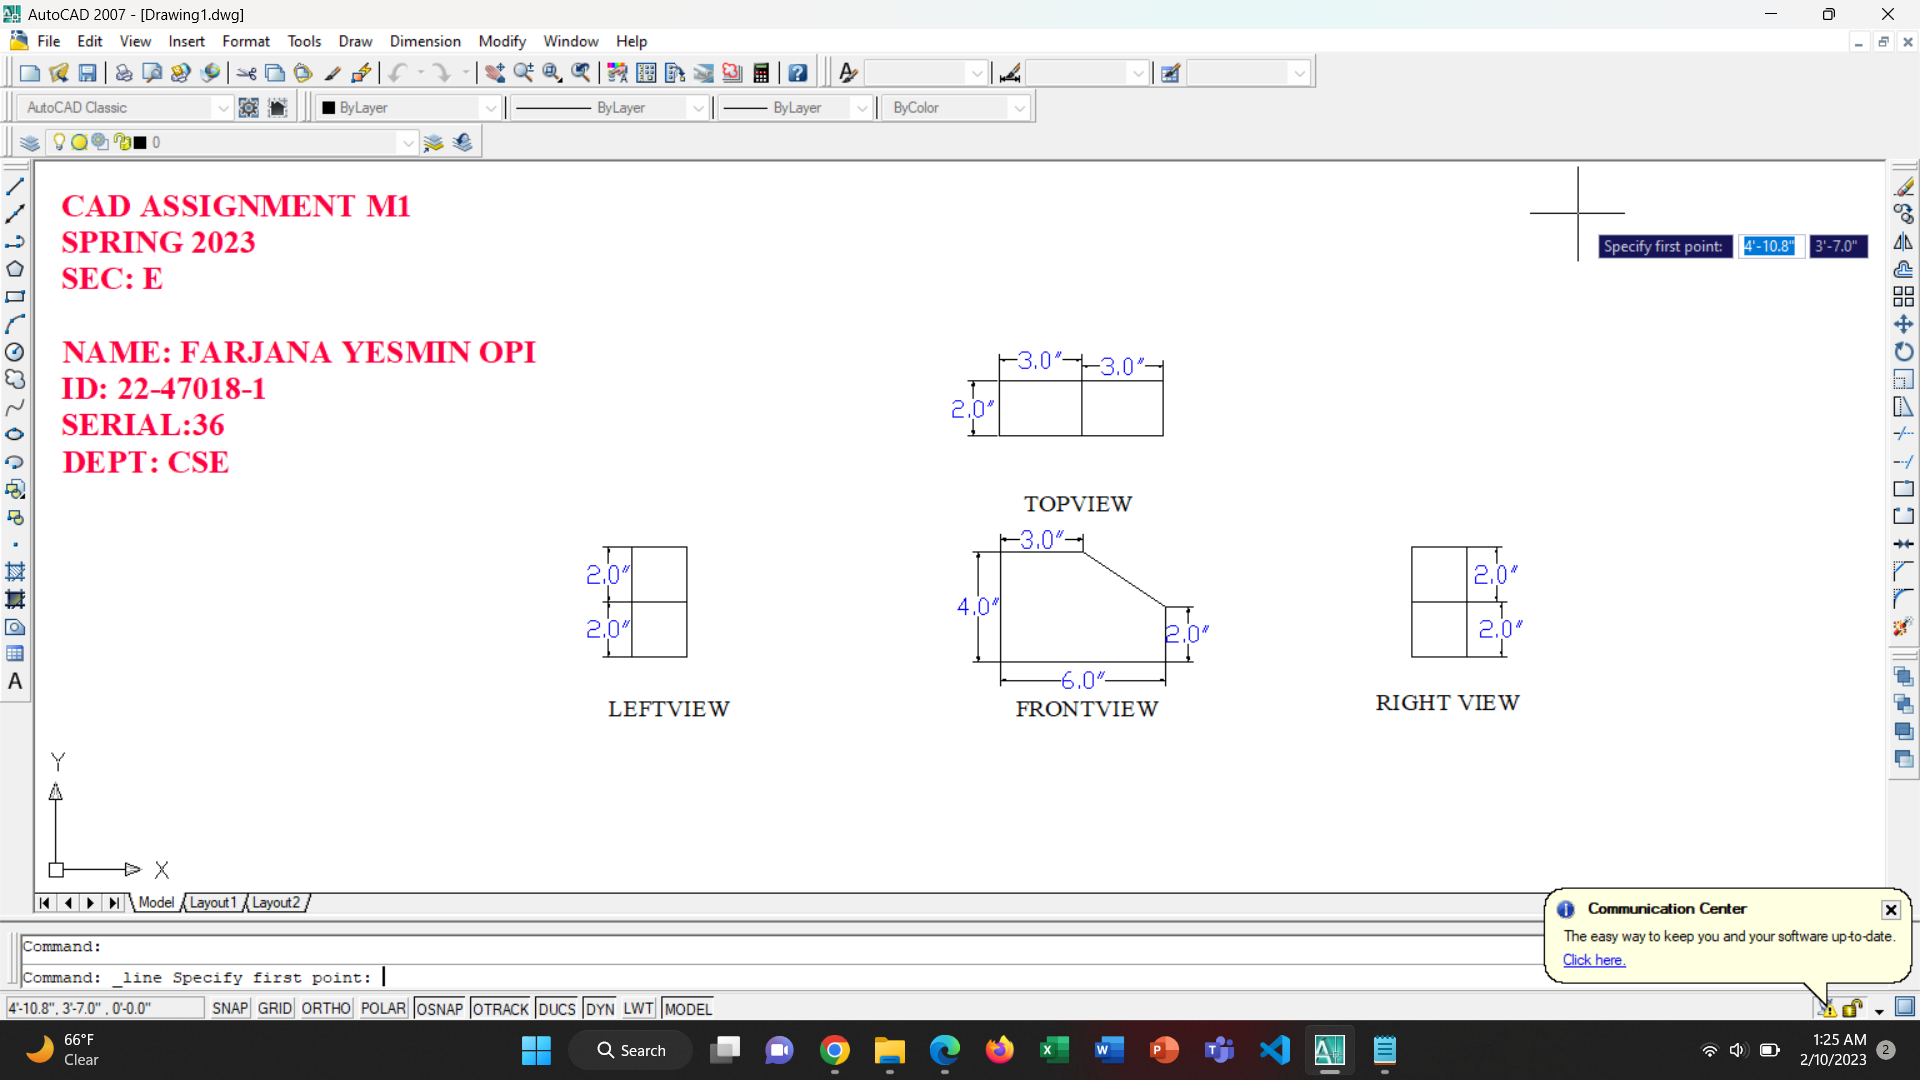 AutoCAD 2007 - [Drawing1.dwg]
File Edit View Insert Format Tools Draw Dimension Modify Window Help
AutoCAD Classic ByLayer ByLayer ByLayer ByColor
0
CAD ASSIGNMENT M1
SPRING 2023
SEC: E
NAME: FARJANA YESMIN OPI
ID: 22-47018-1
SERIAL:36
DEPT: CSE
Specify first point: 4'-10.8" 3'-7.0"
3.0" 3.0"
2.0"
TOPVIEW
3.0"
4.0"
2.0"
6.0"
FRONTVIEW
2.0"
2.0"
LEFTVIEW
2.0"
2.0"
RIGHT VIEW
Y
X
Model Layout1 Layout2
Command:
Command: _line Specify first point:
Communication Center
The easy way to keep you and your software up-to-date.
Click here.
4'-10.8", 3'-7.0" , 0'-0.0" SNAP GRID ORTHO POLAR OSNAP OTRACK DUCS DYN LWT MODEL
66°F
Clear
Search
1:25 AM
2/10/2023
2